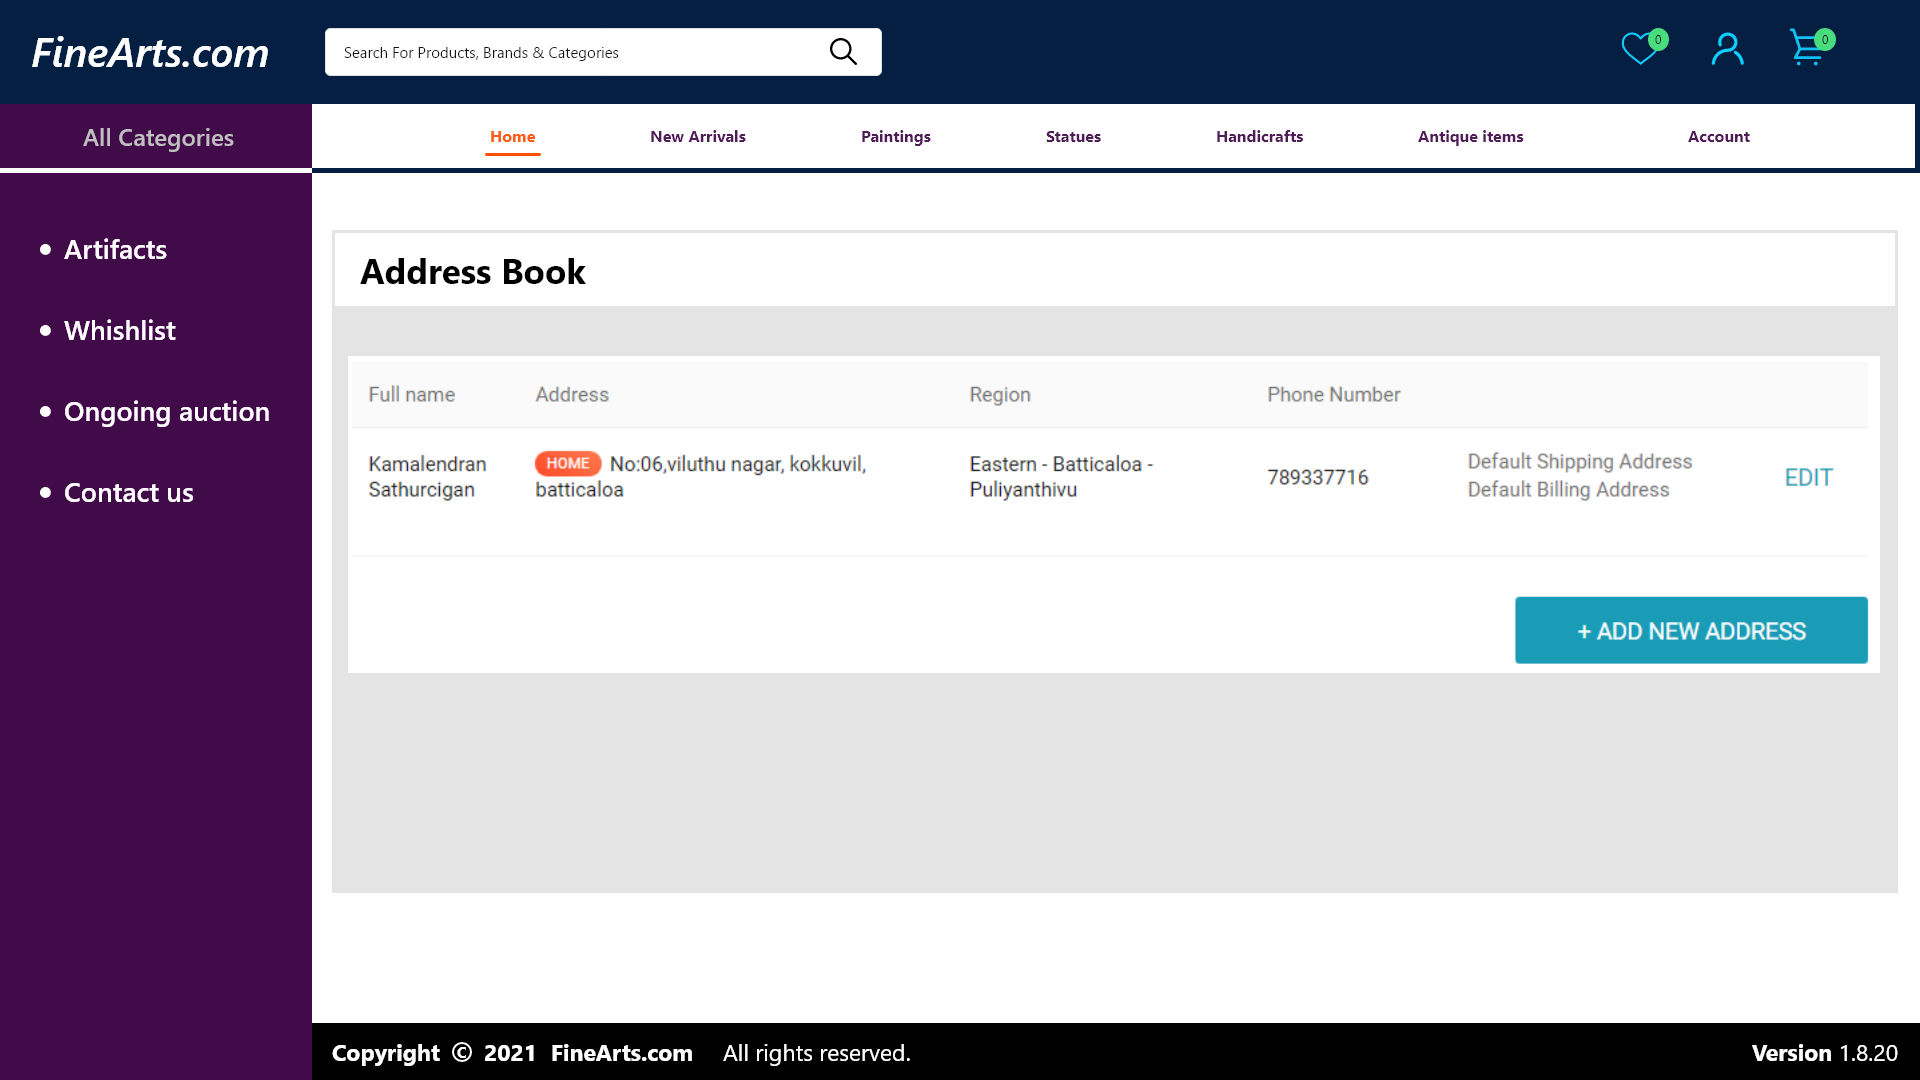 FineArts.com
Search For Products, Brands & Categories
0
0
All Categories
Home
New Arrivals
Paintings
Statues
Handicrafts
Antique items
Account
Artifacts
Whishlist
Ongoing auction
Contact us
Address Book
Full name
Address
Region
Phone Number
Kamalendran
Sathurcigan
HOME No:06,viluthu nagar, kokkuvil,
batticaloa
Eastern - Batticaloa -
Puliyanthivu
789337716
Default Shipping Address
Default Billing Address
EDIT
+ ADD NEW ADDRESS
Copyright © 2021 FineArts.com All rights reserved.
Version 1.8.20